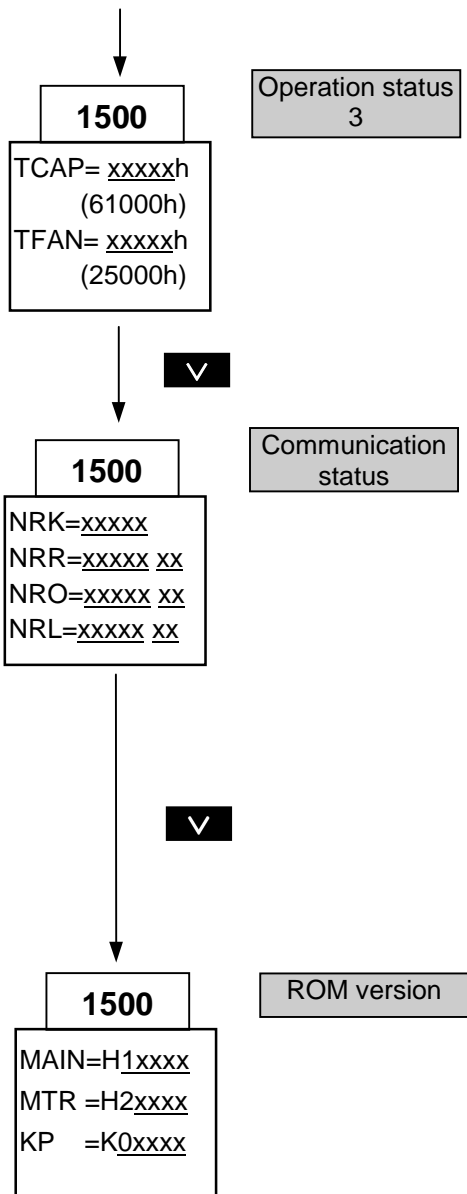 Operation status
3
1500
TCAP= xxxxxh
(61000h)
TFAN= xxxxxh
(25000h)
∨
Communication
status
1500
NRK=xxxxx
NRR=xxxxx xx
NRO=xxxxx xx
NRL=xxxxx xx
∨
ROM version
1500
MAIN=H1xxxx
MTR =H2xxxx
KP =K0xxxx